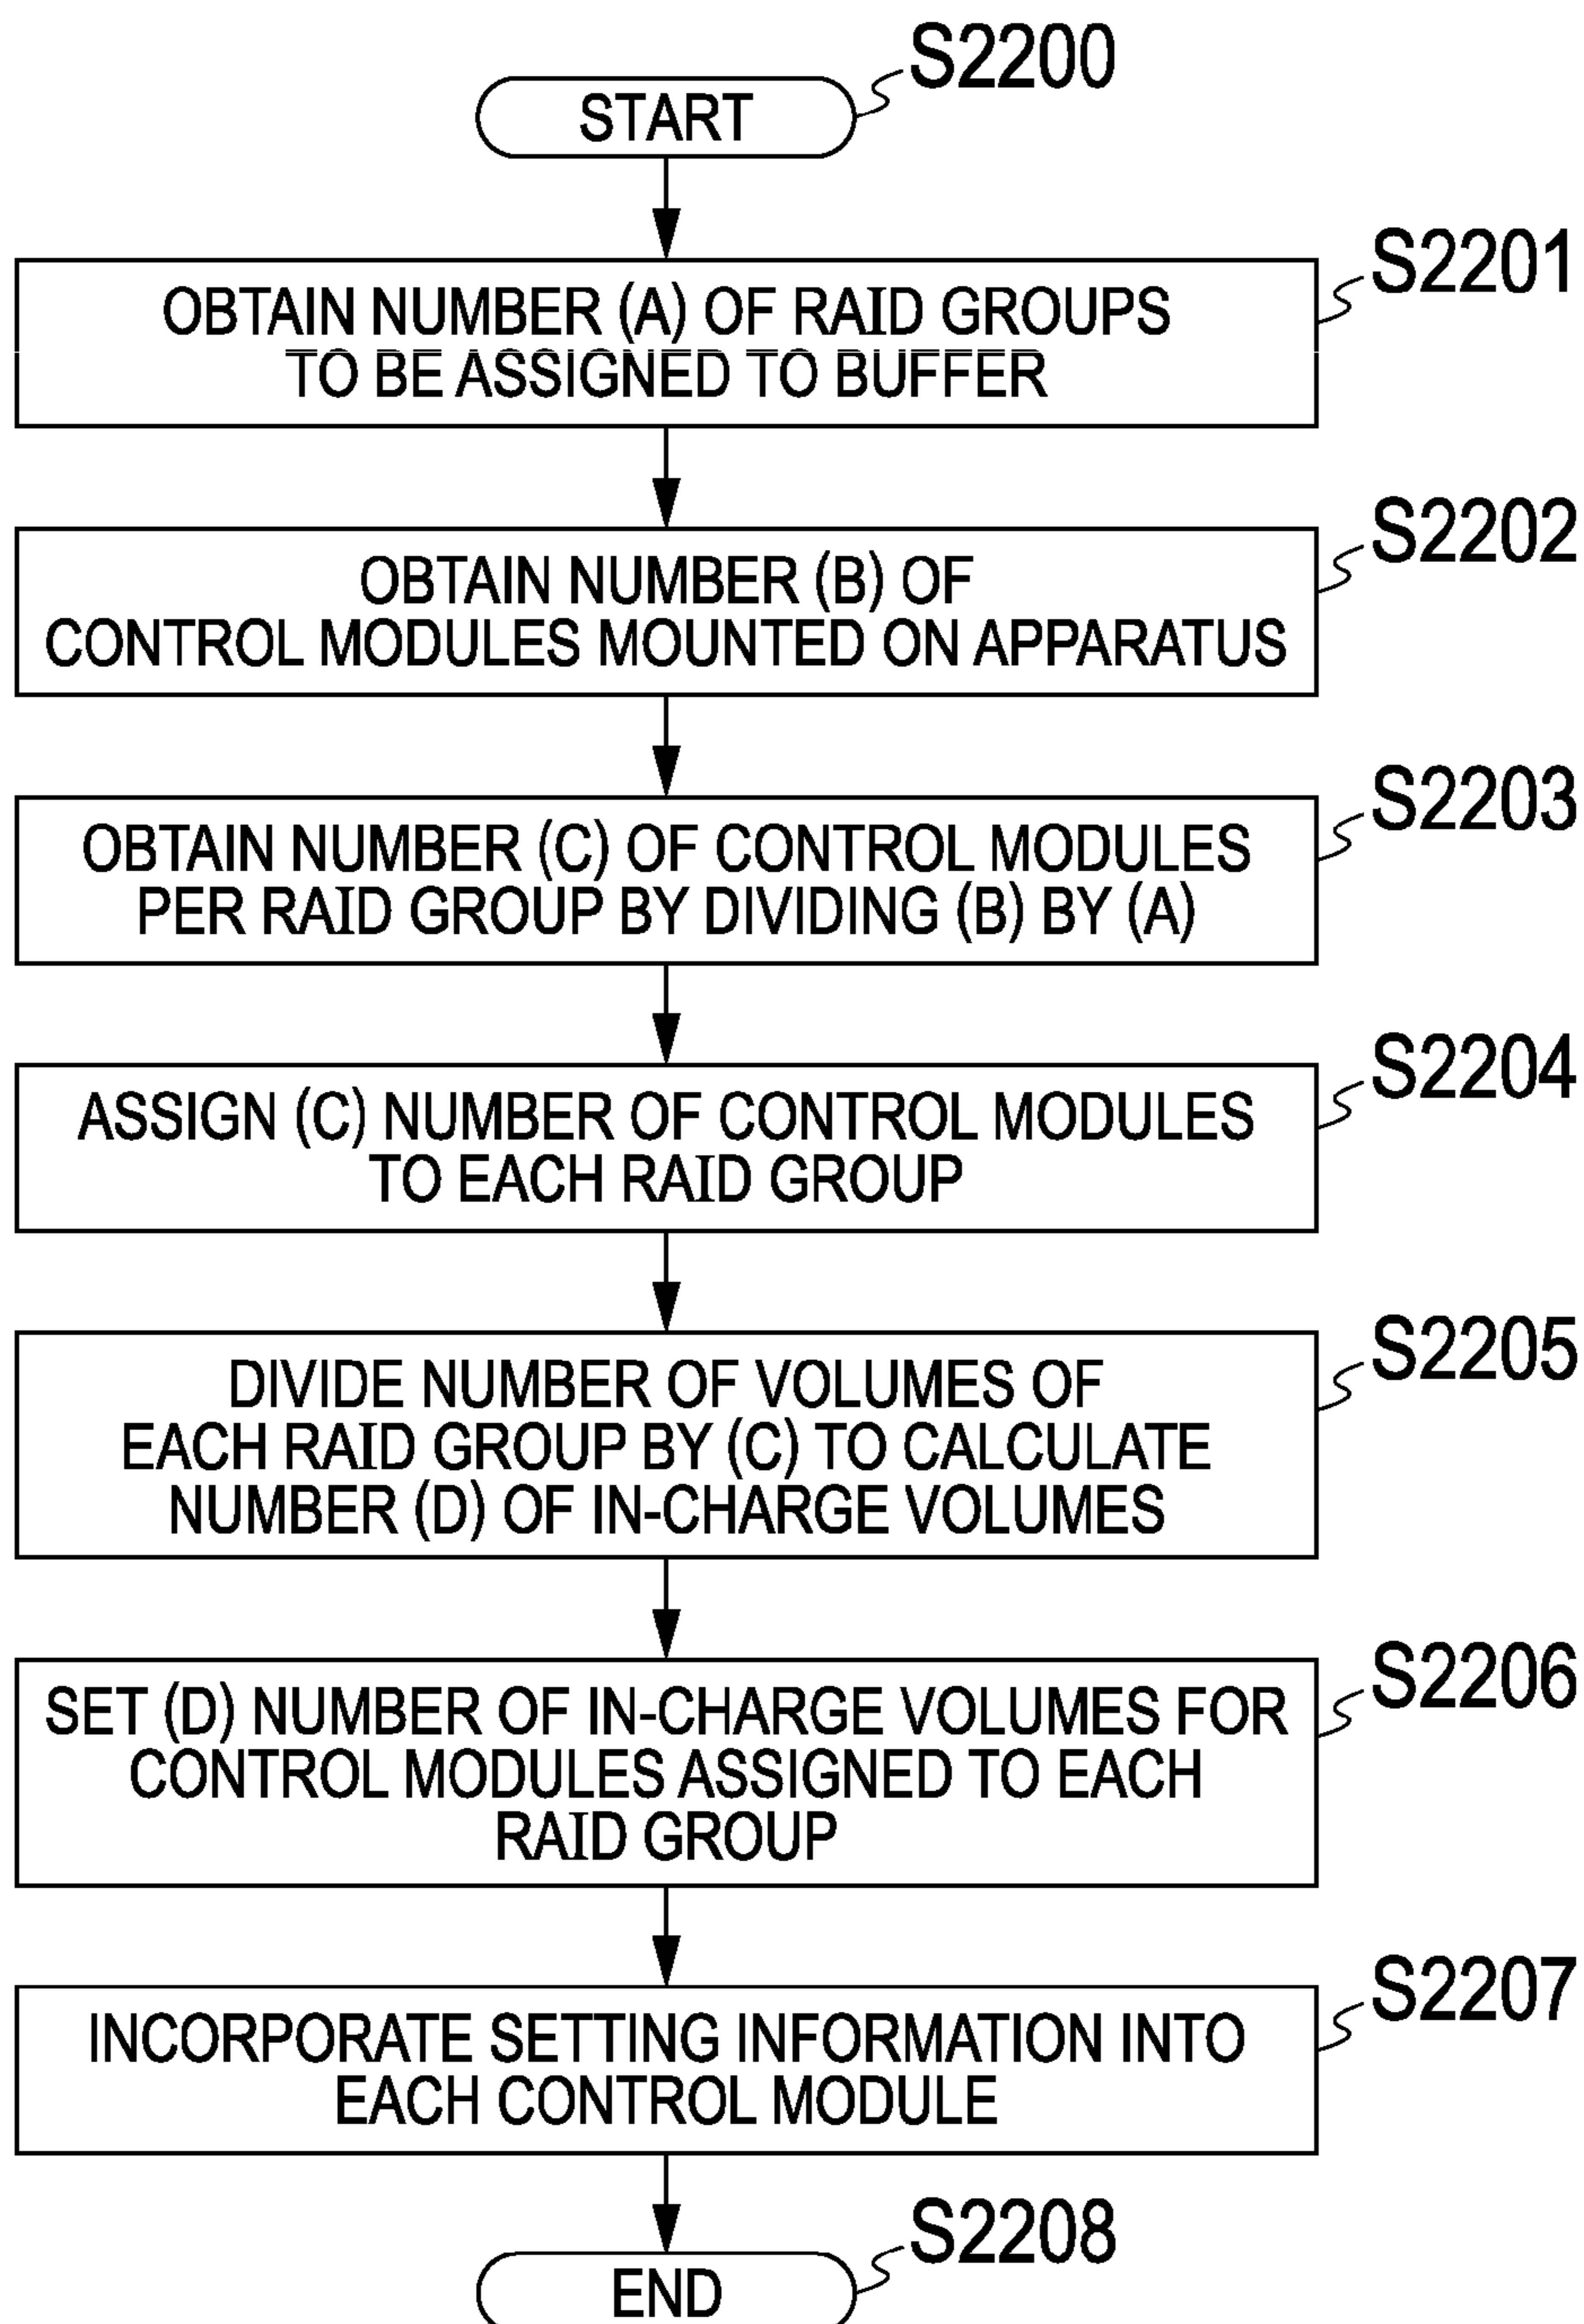 S2200
START
S2201
OBTAIN NUMBER (A) OF RAID GROUPS
TO BE ASSIGNED TO BUFFER
S2202
OBTAIN NUMBER (B) OF
CONTROL MODULES MOUNTED ON APPARATUS
S2203
OBTAIN NUMBER (C) OF CONTROL MODULES
PER RAID GROUP BY DIVIDING (B) BY (A)
S2204
ASSIGN (C) NUMBER OF CONTROL MODULES
TO EACH RAID GROUP
S2205
DIVIDE NUMBER OF VOLUMES OF
EACH RAID GROUP BY (C) TO CALCULATE
NUMBER (D) OF IN-CHARGE VOLUMES
S2206
SET (D) NUMBER OF IN-CHARGE VOLUMES FOR
CONTROL MODULES ASSIGNED TO EACH
RAID GROUP
S2207
INCORPORATE SETTING INFORMATION INTO
EACH CONTROL MODULE
S2208
END